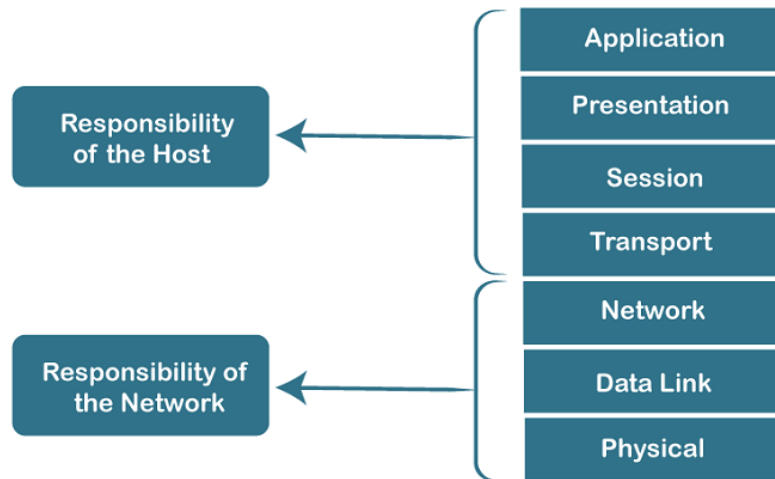 Responsibility
of the Host
Responsibility of
the Network
Application
Presentation
Session
Transport
Network
Data Link
Physical